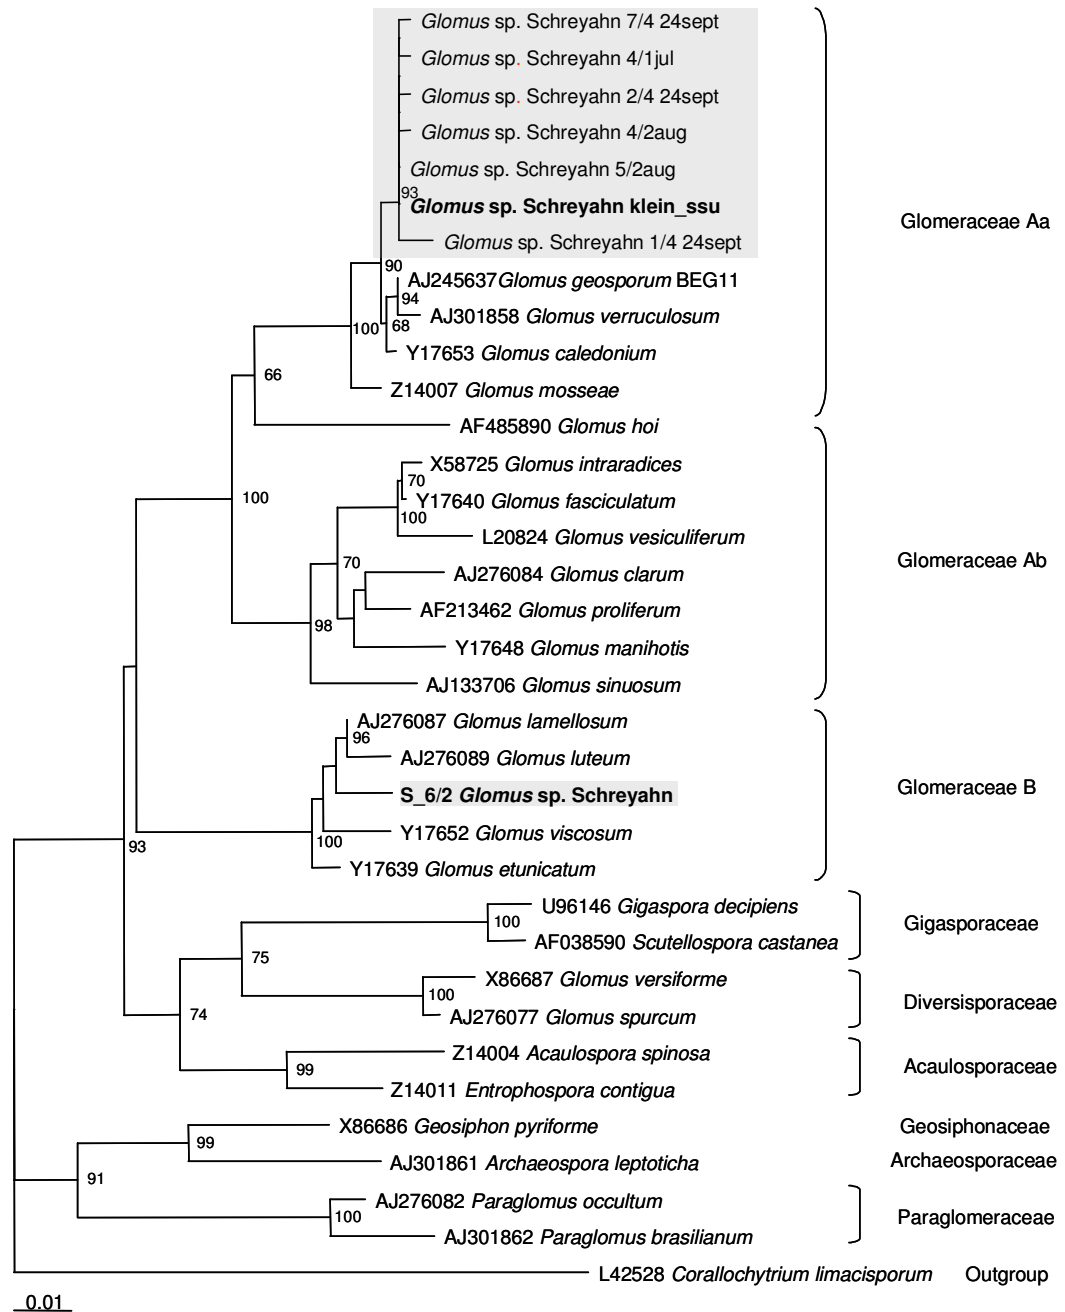 Glomus sp. Schreyahn 7/4 24sept
Glomus sp. Schreyahn 4/1jul
Glomus sp. Schreyahn 2/4 24sept
Glomus sp. Schreyahn 4/2aug
Glomus sp. Schreyahn 5/2aug
93
Glomus sp. Schreyahn klein_ssu
Glomeraceae Aa
Glomus sp. Schreyahn 1/4 24sept
90
AJ245637Glomus geosporum BEG11
94
AJ301858 Glomus verruculosum
100
68
Y17653 Glomus caledonium
66
Z14007 Glomus mosseae
AF485890 Glomus hoi
X58725 Glomus intraradices
70
100
Y17640 Glomus fasciculatum
100
L20824 Glomus vesiculiferum
70
Glomeraceae Ab
AJ276084 Glomus clarum
AF213462 Glomus proliferum
98
Y17648 Glomus manihotis
AJ133706 Glomus sinuosum
AJ276087 Glomus lamellosum
96
AJ276089 Glomus luteum
Glomeraceae B
S_6/2 Glomus sp. Schreyahn
Y17652 Glomus viscosum
100
93
Y17639 Glomus etunicatum
U96146 Gigaspora decipiens
100
Gigasporaceae
AF038590 Scutellospora castanea
75
X86687 Glomus versiforme
100
Diversisporaceae
74
AJ276077 Glomus spurcum
Z14004 Acaulospora spinosa
99
Acaulosporaceae
Z14011 Entrophospora contigua
X86686 Geosiphon pyriforme
Geosiphonaceae
99
AJ301861 Archaeospora leptoticha
Archaeosporaceae
91
AJ276082 Paraglomus occultum
100
Paraglomeraceae
AJ301862 Paraglomus brasilianum
L42528 Corallochytrium limacisporum Outgroup
0.01